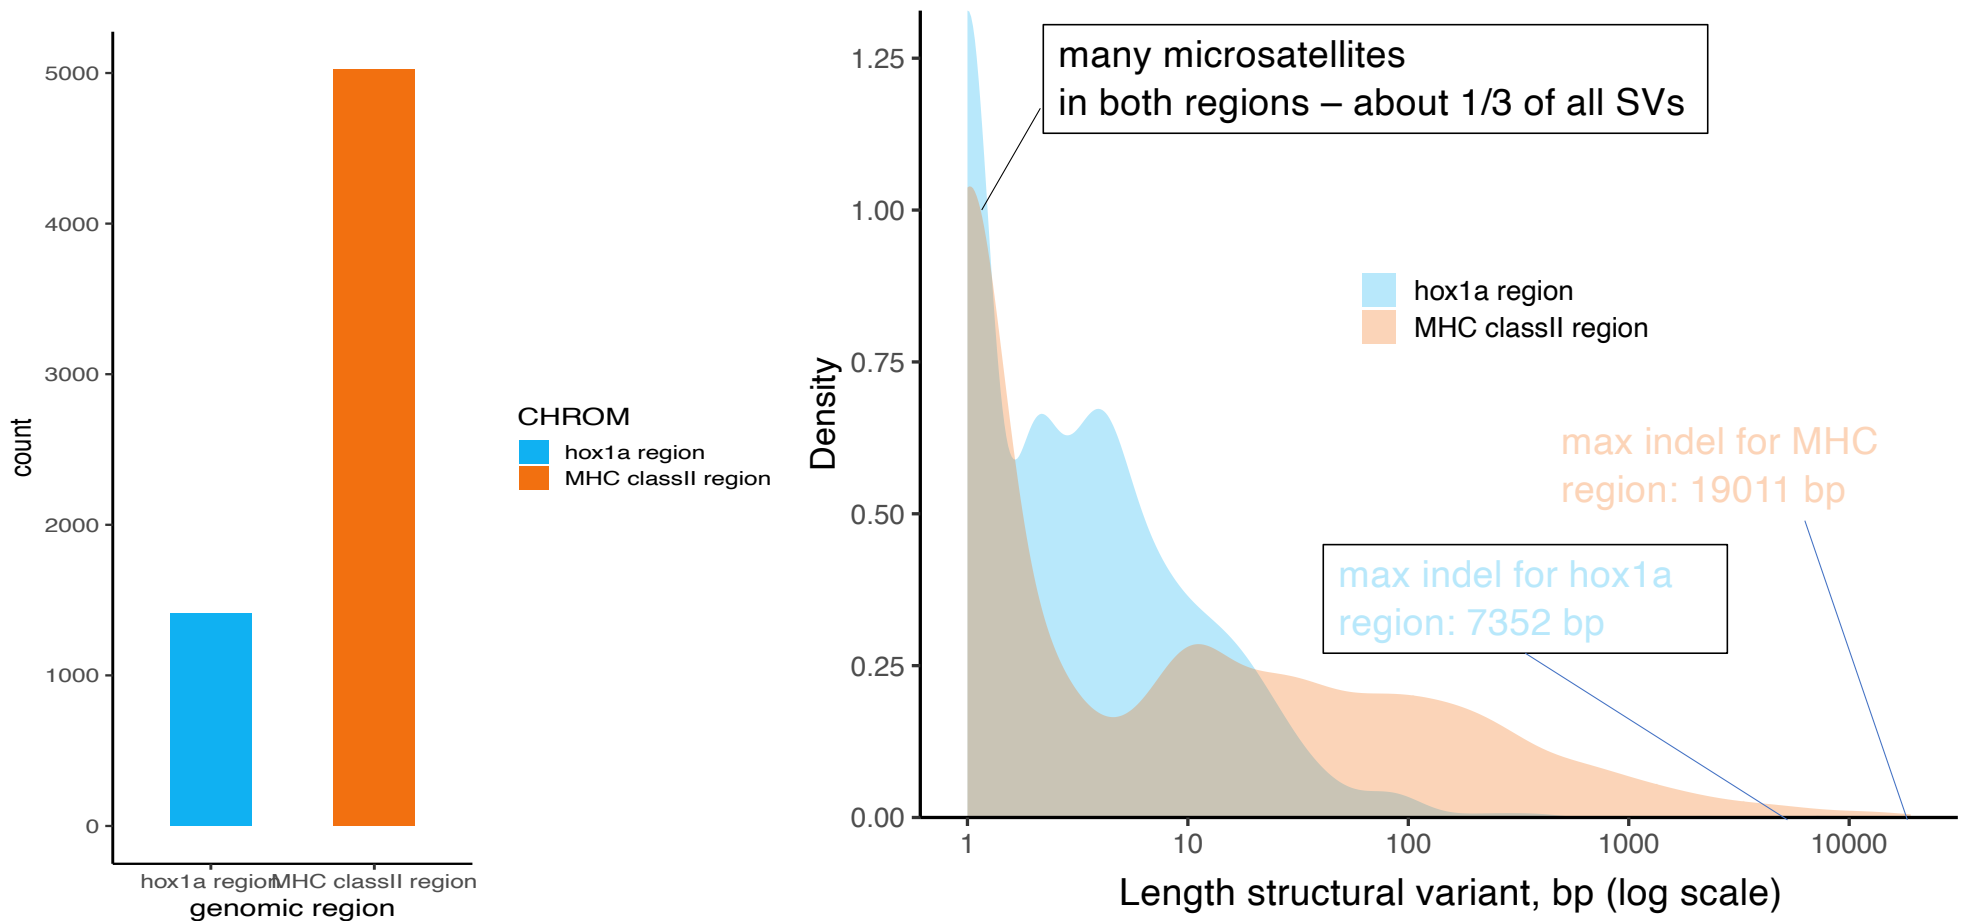 5000
4000
3000
2000
1000
0
count
hox1a region
MHC classII region
genomic region
CHROM
hox1a region
MHC classII region
1.25
1.00
0.75
0.50
0.25
0.00
Density
many microsatellites
in both regions – about 1/3 of all SVs
hox1a region
MHC classII region
max indel for MHC
region: 19011 bp
max indel for hox1a
region: 7352 bp
1
10
100
1000
10000
Length structural variant, bp (log scale)